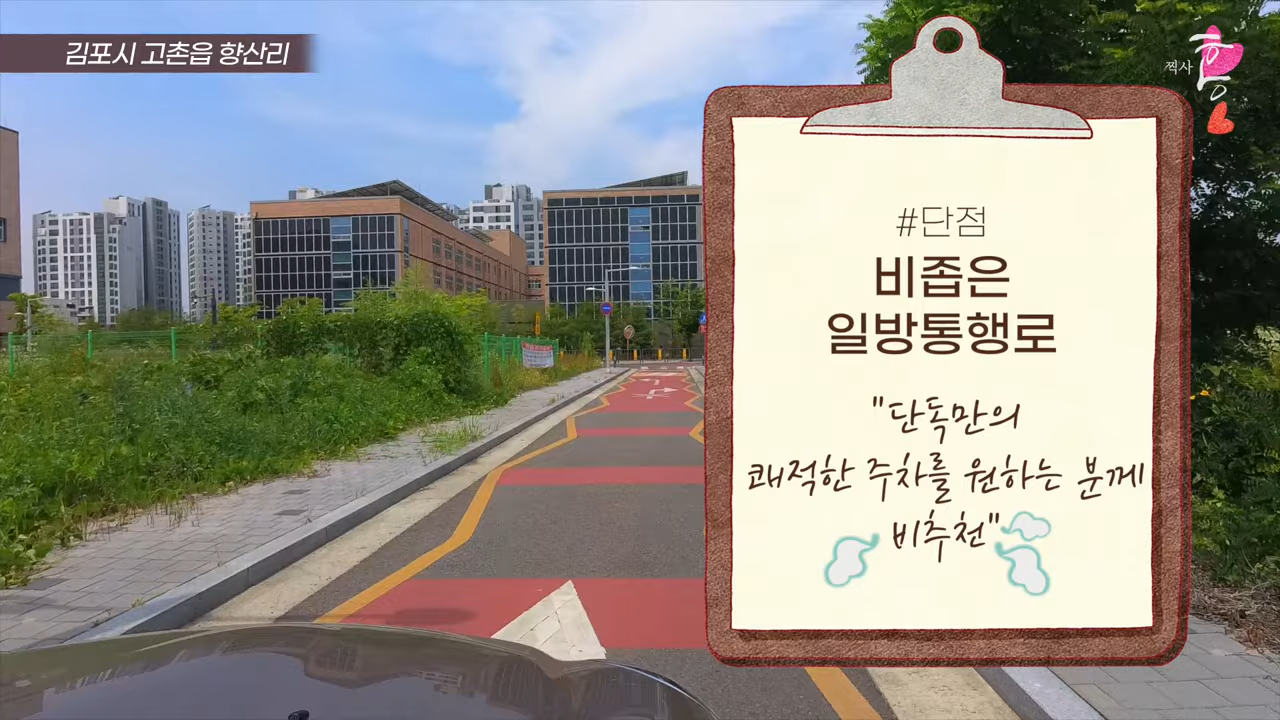 김포시 고촌읍 향산리
찍사 홍
#단점
비좁은
일방통행로
"단독만의
쾌적한 주차를 원하는 분께
비추천"